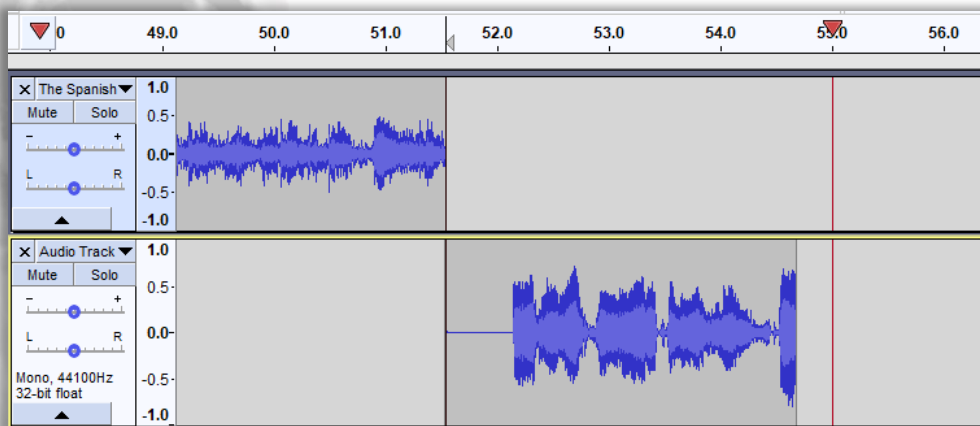 0 49.0 50.0 51.0 52.0 53.0 54.0 55.0 56.0
X The Spanish 1.0
Mute Solo 0.5-
- + 0.0-
L R -0.5-
-1.0
X Audio Track 1.0
Mute Solo 0.5-
- + 0.0-
L R
Mono, 44100Hz -0.5-
32-bit float
-1.0